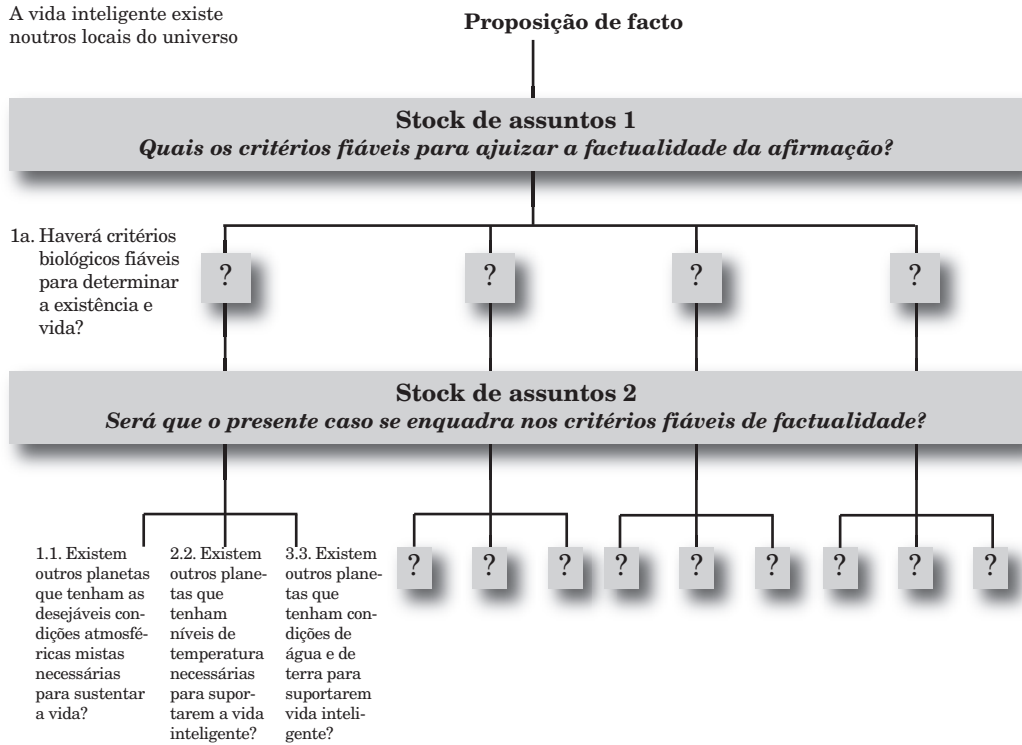 A vida inteligente existe
noutros locais do universo
Proposição de facto
Stock de assuntos 1
Quais os critérios fiáveis para ajuizar a factualidade da afirmação?
1a. Haverá critérios
biológicos fiáveis
para determinar
a existência e
vida?
?
?
?
?
Stock de assuntos 2
Será que o presente caso se enquadra nos critérios fiáveis de factualidade?
1.1. Existem
outros planetas
que tenham as
desejáveis con-
dições atmosfé-
ricas mistas
necessárias
para sustentar
a vida?
2.2. Existem
outros plane-
tas que
tenham
níveis de
temperatura
necessárias
para supor-
tarem a vida
inteligente?
3.3. Existem
outros plane-
tas que
tenham con-
dições de
água e de
terra para
suportarem
vida inteli-
gente?
?
?
?
?
?
?
?
?
?